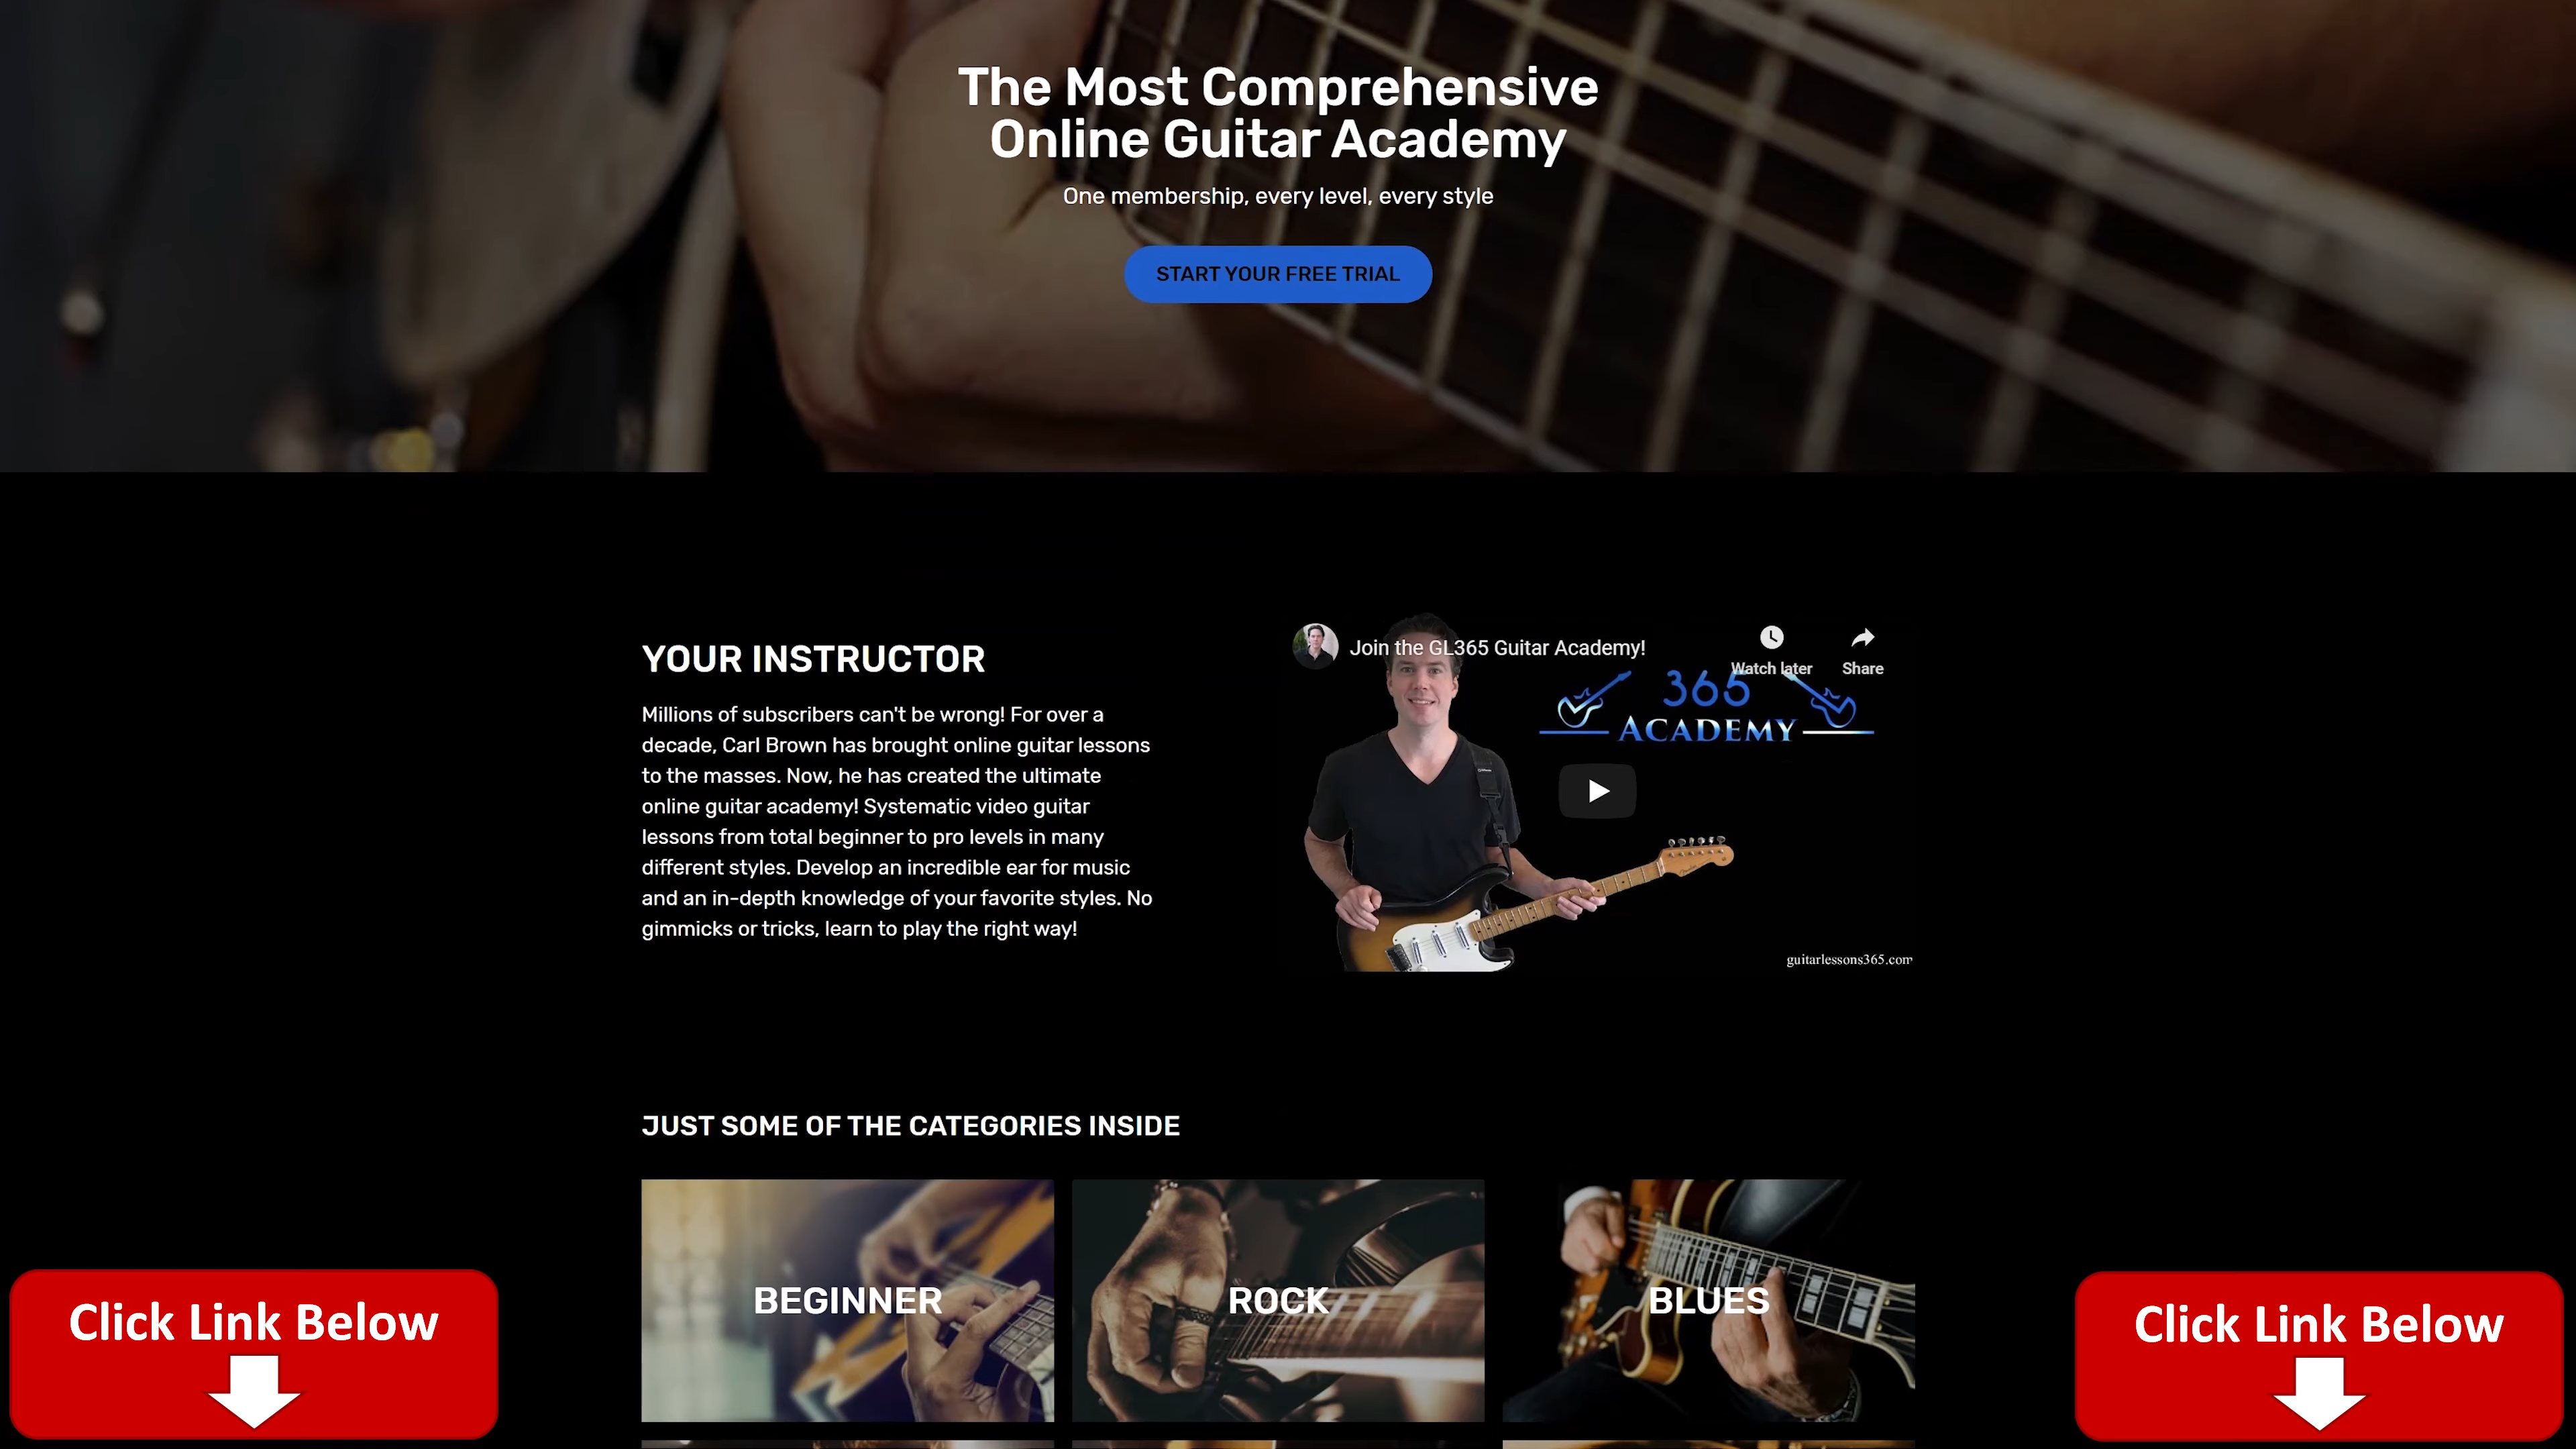 The Most Comprehensive
Online Guitar Academy
One membership, every level, every style
START YOUR FREE TRIAL
YOUR INSTRUCTOR
Millions of subscribers can't be wrong! For over a
decade, Carl Brown has brought online guitar lessons
to the masses. Now, he has created the ultimate
online guitar academy! Systematic video guitar
lessons from total beginner to pro levels in many
different styles. Develop an incredible ear for music
and an in-depth knowledge of your favorite styles. No
gimmicks or tricks, learn to play the right way!
Join the GL365 Guitar Academy!
Watch later
Share
365
ACADEMY
guitarlessons365.com
JUST SOME OF THE CATEGORIES INSIDE
BEGINNER
ROCK
BLUES
Click Link Below
Click Link Below